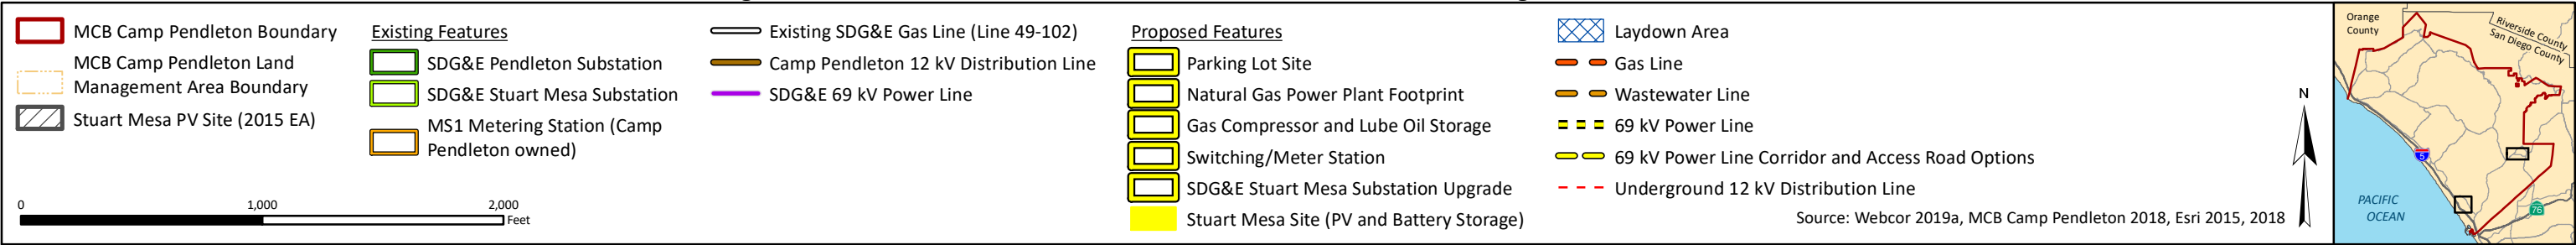 MCB Camp Pendleton Boundary
MCB Camp Pendleton Land
Management Area Boundary
Stuart Mesa PV Site (2015 EA)
0 1,000 2,000
Feet
Existing Features
SDG&E Pendleton Substation
SDG&E Stuart Mesa Substation
MS1 Metering Station (Camp
Pendleton owned)
Existing SDG&E Gas Line (Line 49-102)
Camp Pendleton 12 kV Distribution Line
SDG&E 69 kV Power Line
Proposed Features
Parking Lot Site
Natural Gas Power Plant Footprint
Gas Compressor and Lube Oil Storage
Switching/Meter Station
SDG&E Stuart Mesa Substation Upgrade
Stuart Mesa Site (PV and Battery Storage)
Laydown Area
Gas Line
Wastewater Line
69 kV Power Line
69 kV Power Line Corridor and Access Road Options
Underground 12 kV Distribution Line
Source: Webcor 2019a, MCB Camp Pendleton 2018, Esri 2015, 2018
N
Orange
County
Riverside County
San Diego County
5
PACIFIC
OCEAN
76